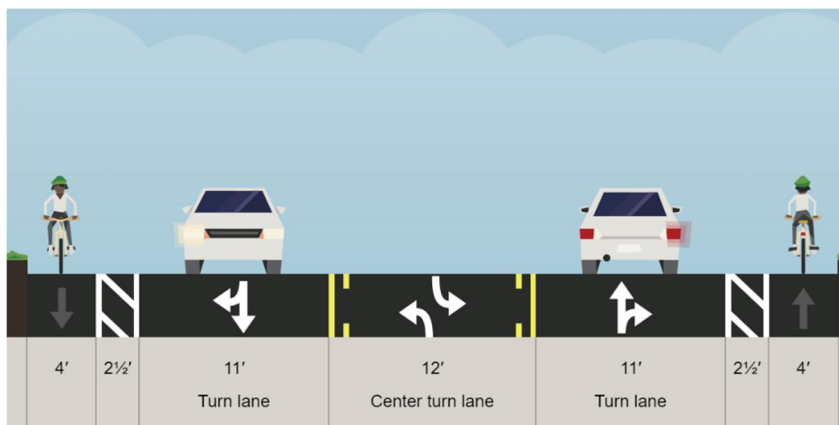 4′ 2½′ 11′ 12′ 11′ 2½′ 4′
Turn lane Center turn lane Turn lane